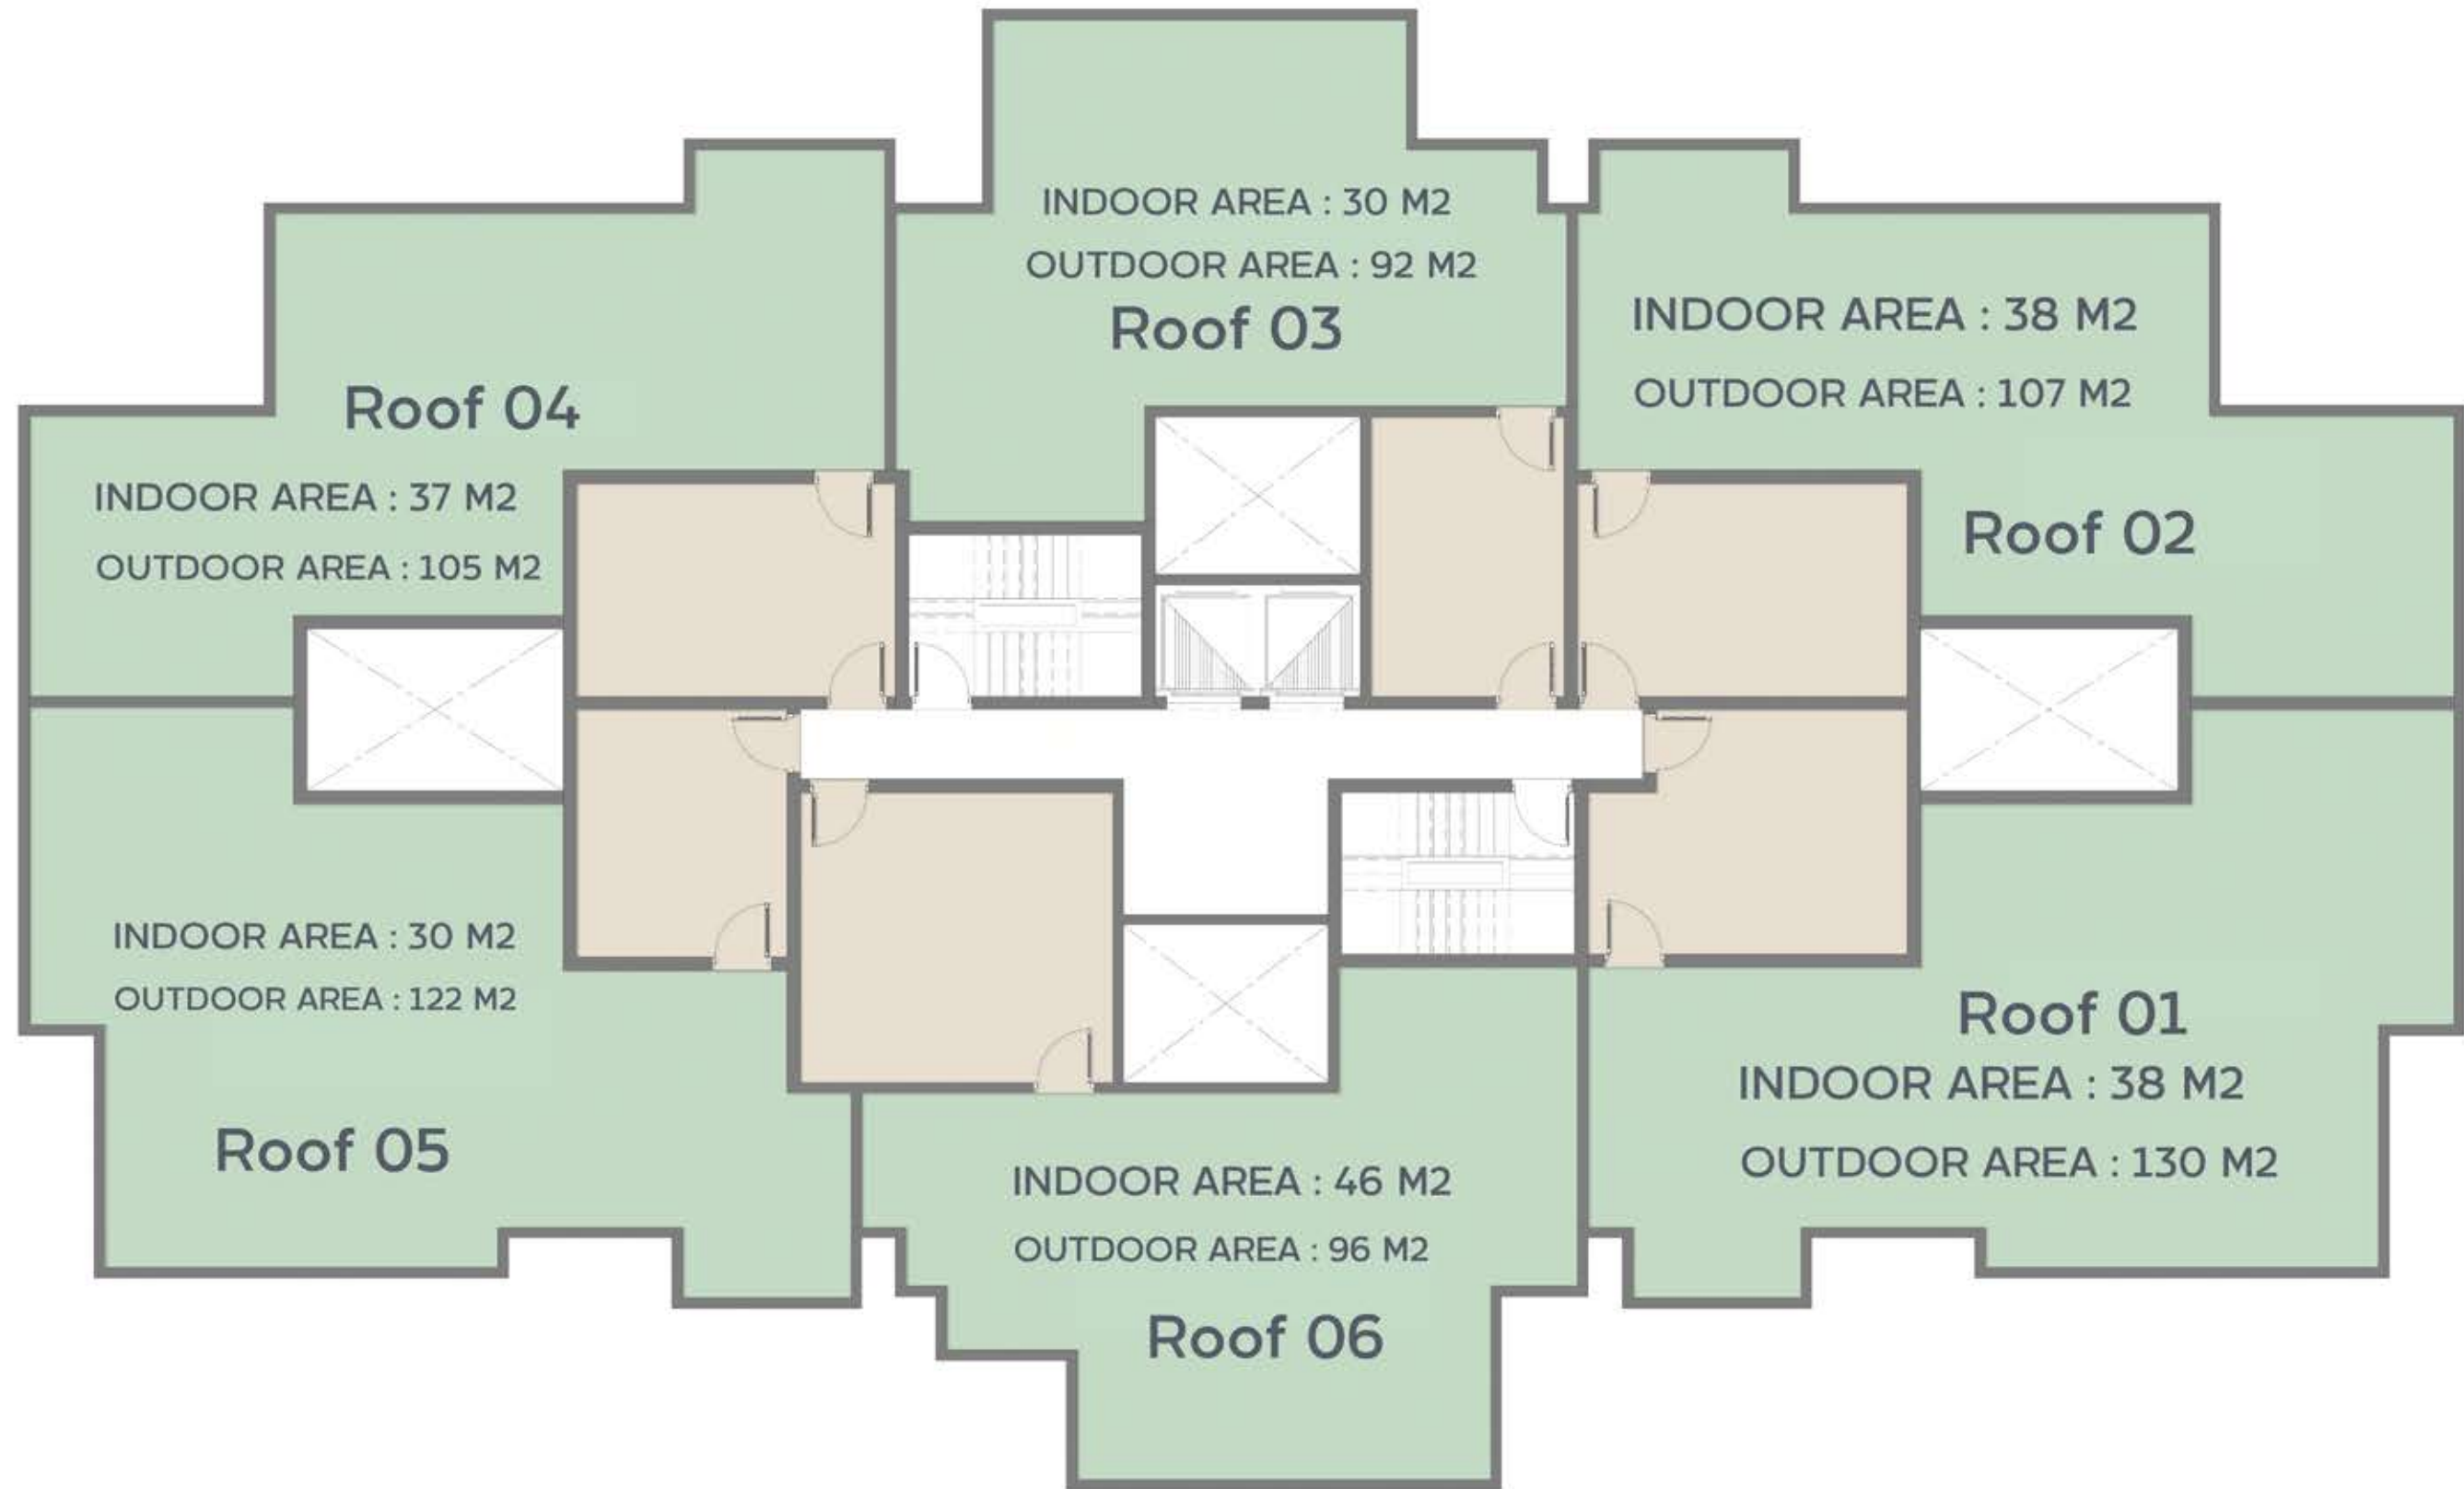 INDOOR AREA : 30 M2
OUTDOOR AREA : 92 M2
Roof 03
INDOOR AREA : 38 M2
OUTDOOR AREA : 107 M2
Roof 02
Roof 04
INDOOR AREA : 37 M2
OUTDOOR AREA : 105 M2
INDOOR AREA : 30 M2
OUTDOOR AREA : 122 M2
Roof 05
INDOOR AREA : 46 M2
OUTDOOR AREA : 96 M2
Roof 06
Roof 01
INDOOR AREA : 38 M2
OUTDOOR AREA : 130 M2